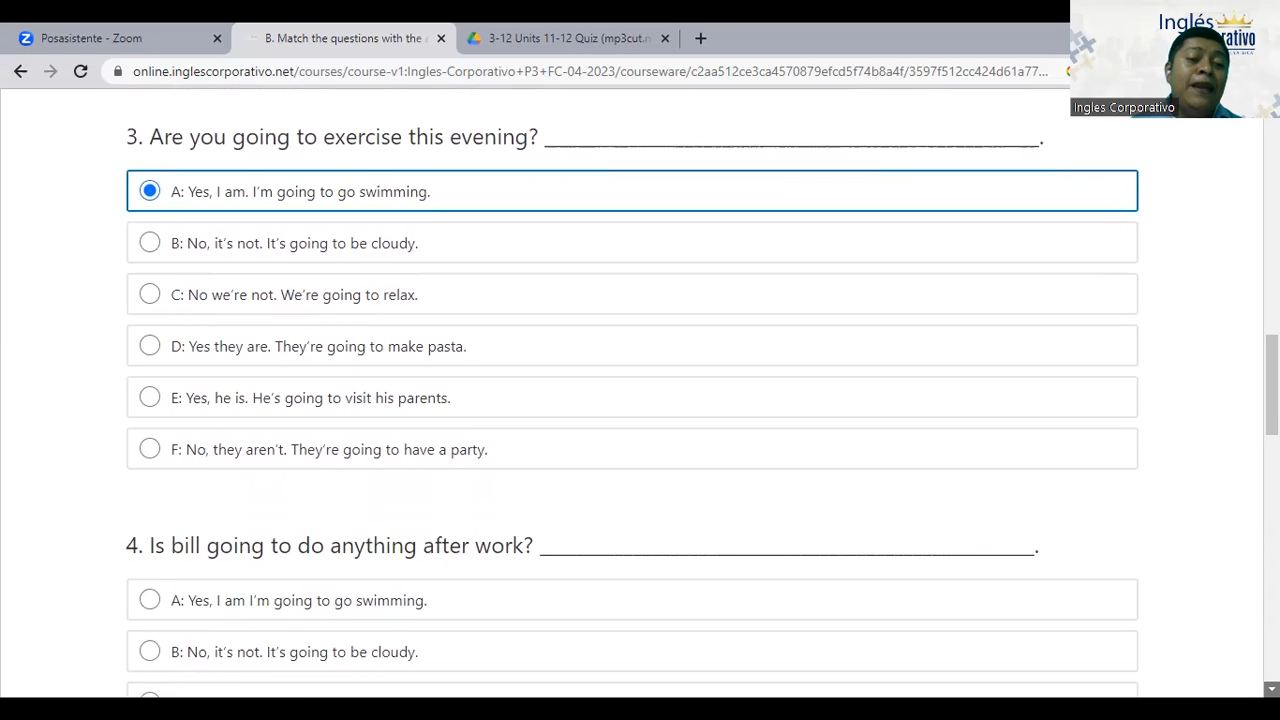 Posasistente - Zoom
B. Match the questions with the
3-12 Units 11-12 Quiz (mp3cut.n
online.inglescorporativo.net/courses/course-v1:Ingles-Corporativo+P3+FC-04-2023/courseware/c2aa512ce3ca4570879efcd5f74b8a4f/3597f512cc424d61a77...
Inglés
rativo
Ingles Corporativo
3. Are you going to exercise this evening? ______________________________.
A: Yes, I am. I’m going to go swimming.
B: No, it’s not. It’s going to be cloudy.
C: No we’re not. We’re going to relax.
D: Yes they are. They’re going to make pasta.
E: Yes, he is. He’s going to visit his parents.
F: No, they aren’t. They’re going to have a party.
4. Is bill going to do anything after work? ______________________________.
A: Yes, I am I’m going to go swimming.
B: No, it’s not. It’s going to be cloudy.